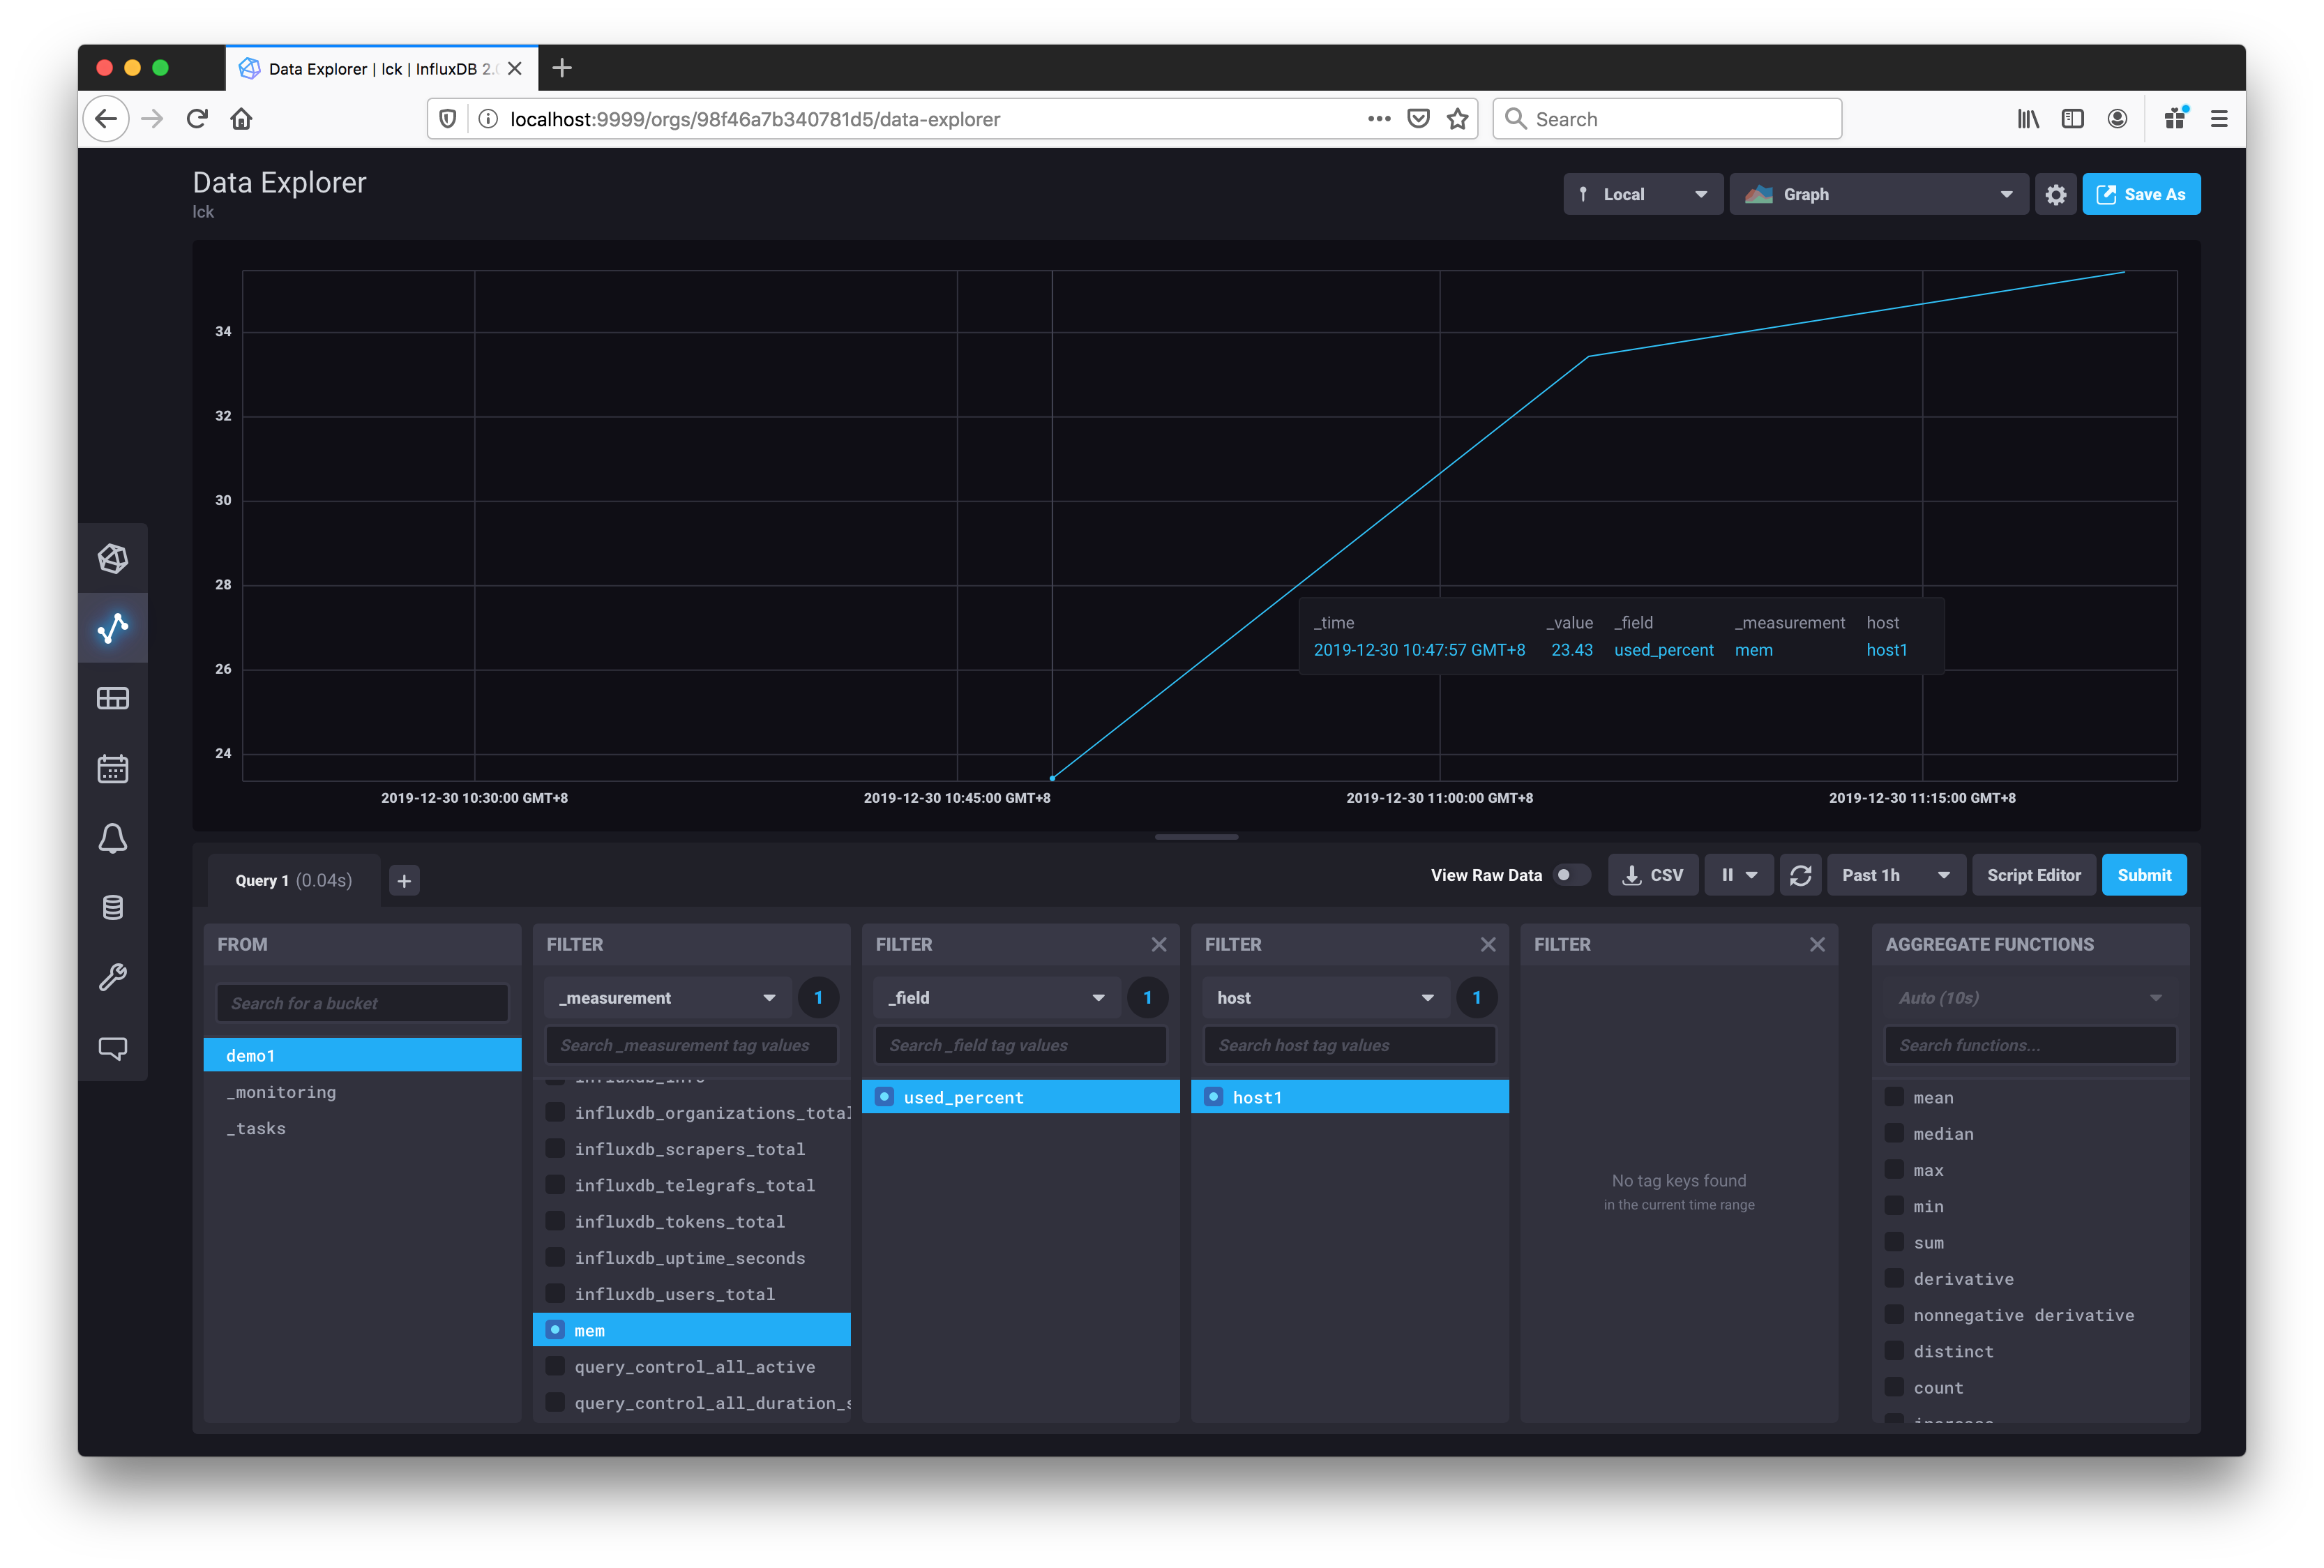 Data Explorer | lck | InfluxDB 2.
localhost:9999/orgs/98f46a7b340781d5/data-explorer
Search
Data Explorer
lck
Local
Graph
Save As
34
32
30
28
26
24
_time _value _field _measurement host
2019-12-30 10:47:57 GMT+8 23.43 used_percent mem host1
2019-12-30 10:30:00 GMT+8
2019-12-30 10:45:00 GMT+8
2019-12-30 11:00:00 GMT+8
2019-12-30 11:15:00 GMT+8
Query 1 (0.04s)
View Raw Data
CSV
Past 1h
Script Editor
Submit
FROM
Search for a bucket
demo1
_monitoring
_tasks
FILTER
_measurement
1
Search _measurement tag values
influxdb_organizations_total
influxdb_scrapers_total
influxdb_telegrafs_total
influxdb_tokens_total
influxdb_uptime_seconds
influxdb_users_total
mem
query_control_all_active
query_control_all_duration_s
FILTER
_field
1
Search _field tag values
used_percent
FILTER
host
1
Search host tag values
host1
FILTER
No tag keys found
in the current time range
AGGREGATE FUNCTIONS
Auto (10s)
Search functions...
mean
median
max
min
sum
derivative
nonnegative derivative
distinct
count